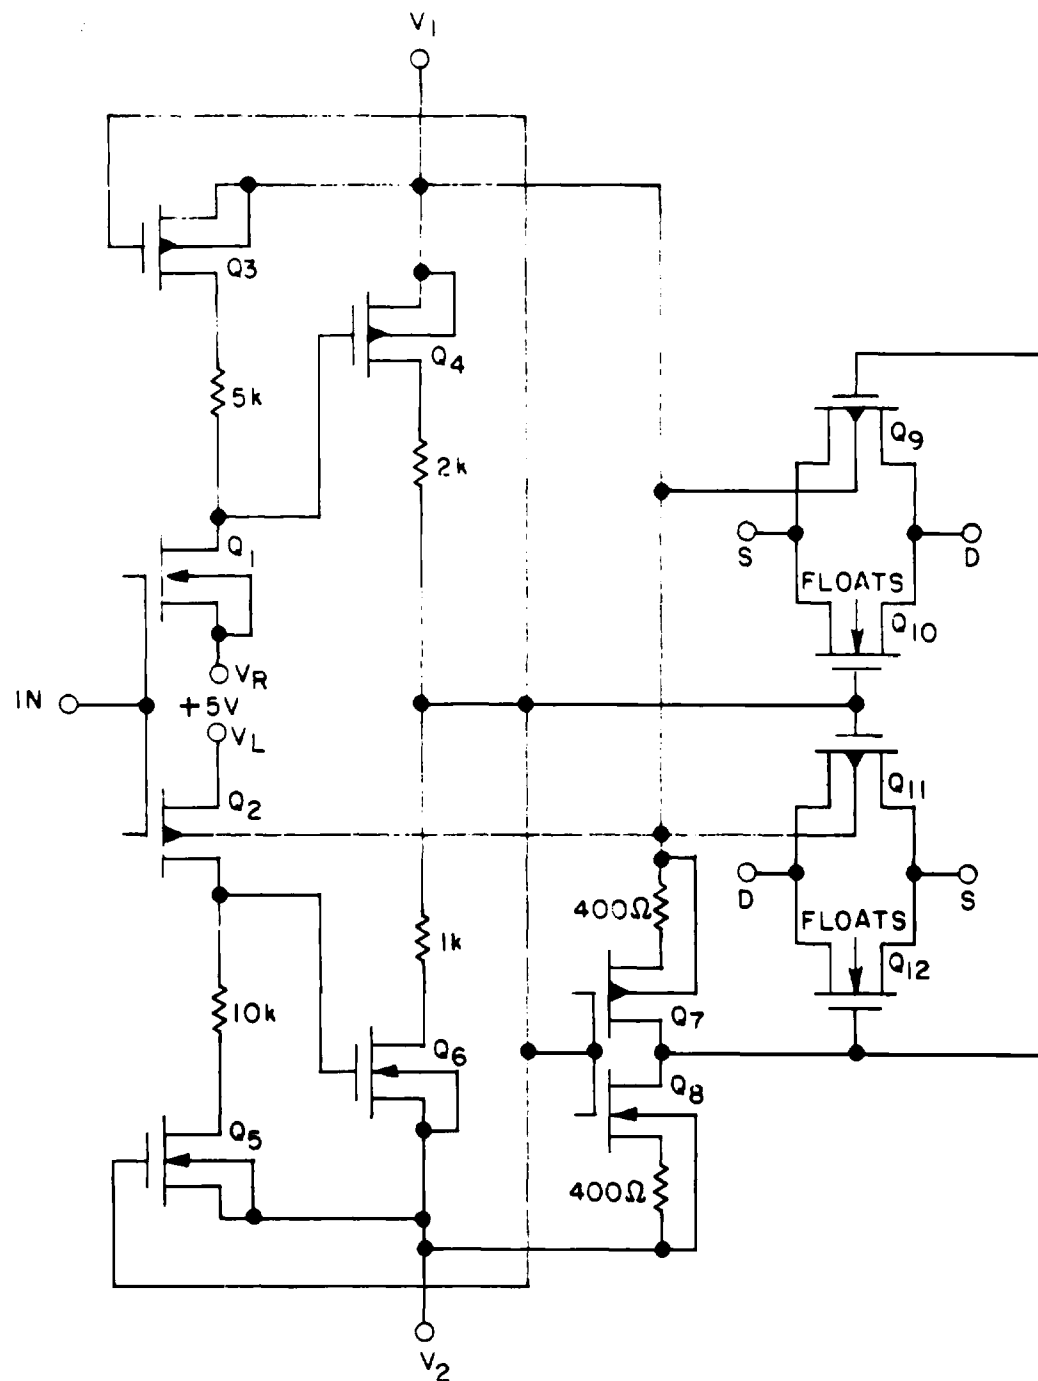 V1
Q3
Q4
5k
2k
Q9
Q1
S
D
FLOATS
Q10
VR
IN
+5V
VL
Q2
Q11
D
S
400Ω
FLOATS
1k
Q12
10k
Q7
Q6
Q8
Q5
400Ω
V2